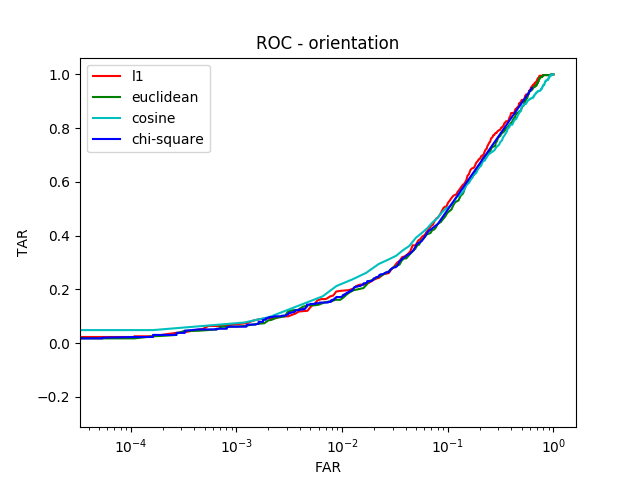 ROC - orientation
l1
euclidean
cosine
chi-square
TAR
1.0
0.8
0.6
0.4
0.2
0.0
−0.2
10⁻⁴ 10⁻³ 10⁻² 10⁻¹ 10⁰
FAR